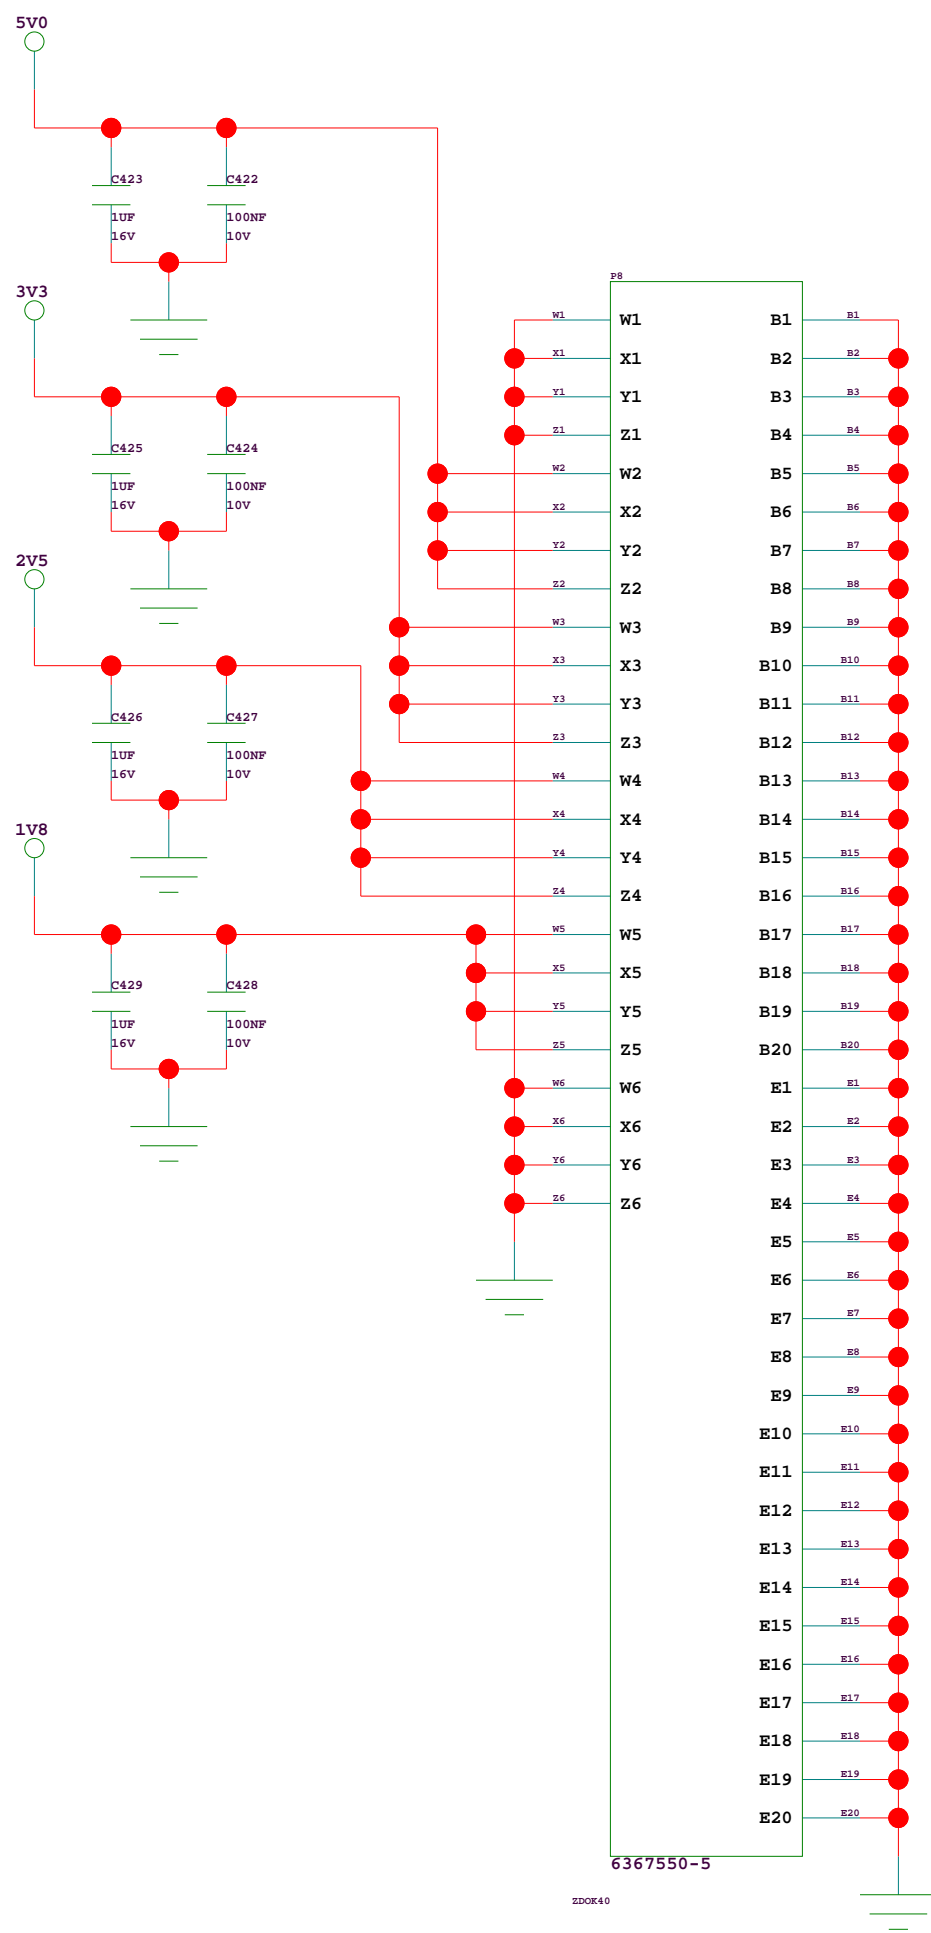 5V0
C423
C422
1UF
100NF
16V
10V
3V3
C425
C424
1UF
100NF
16V
10V
2V5
C426
C427
1UF
100NF
16V
10V
1V8
C429
C428
1UF
100NF
16V
10V
P8
W1 W1 B1 B1
X1 X1 B2 B2
Y1 Y1 B3 B3
Z1 Z1 B4 B4
W2 W2 B5 B5
X2 X2 B6 B6
Y2 Y2 B7 B7
Z2 Z2 B8 B8
W3 W3 B9 B9
X3 X3 B10 B10
Y3 Y3 B11 B11
Z3 Z3 B12 B12
W4 W4 B13 B13
X4 X4 B14 B14
Y4 Y4 B15 B15
Z4 Z4 B16 B16
W5 W5 B17 B17
X5 X5 B18 B18
Y5 Y5 B19 B19
Z5 Z5 B20 B20
W6 W6 E1 E1
X6 X6 E2 E2
Y6 Y6 E3 E3
Z6 Z6 E4 E4
E5 E5
E6 E6
E7 E7
E8 E8
E9 E9
E10 E10
E11 E11
E12 E12
E13 E13
E14 E14
E15 E15
E16 E16
E17 E17
E18 E18
E19 E19
E20 E20
6367550-5
ZDOK40